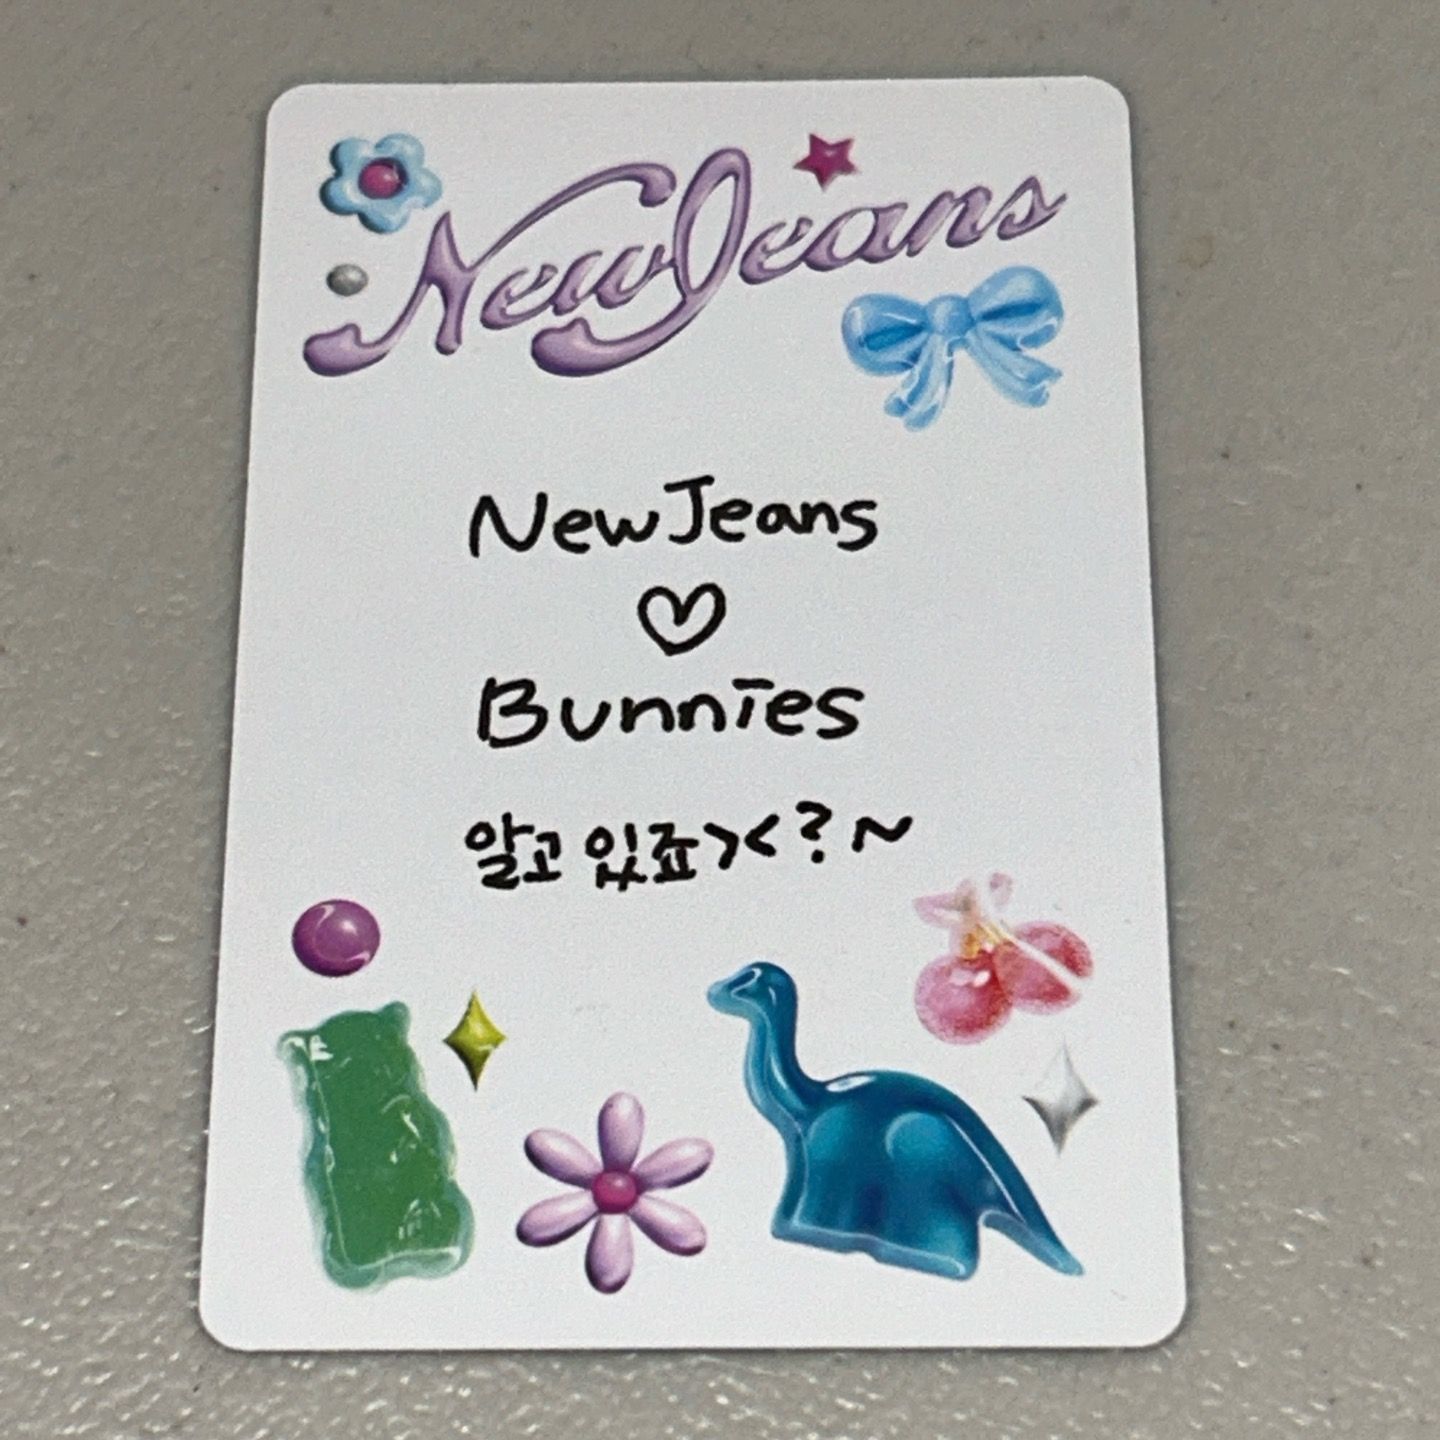 NewJeans
NewJeans
♡
Bunnies
알고 있죠><?~